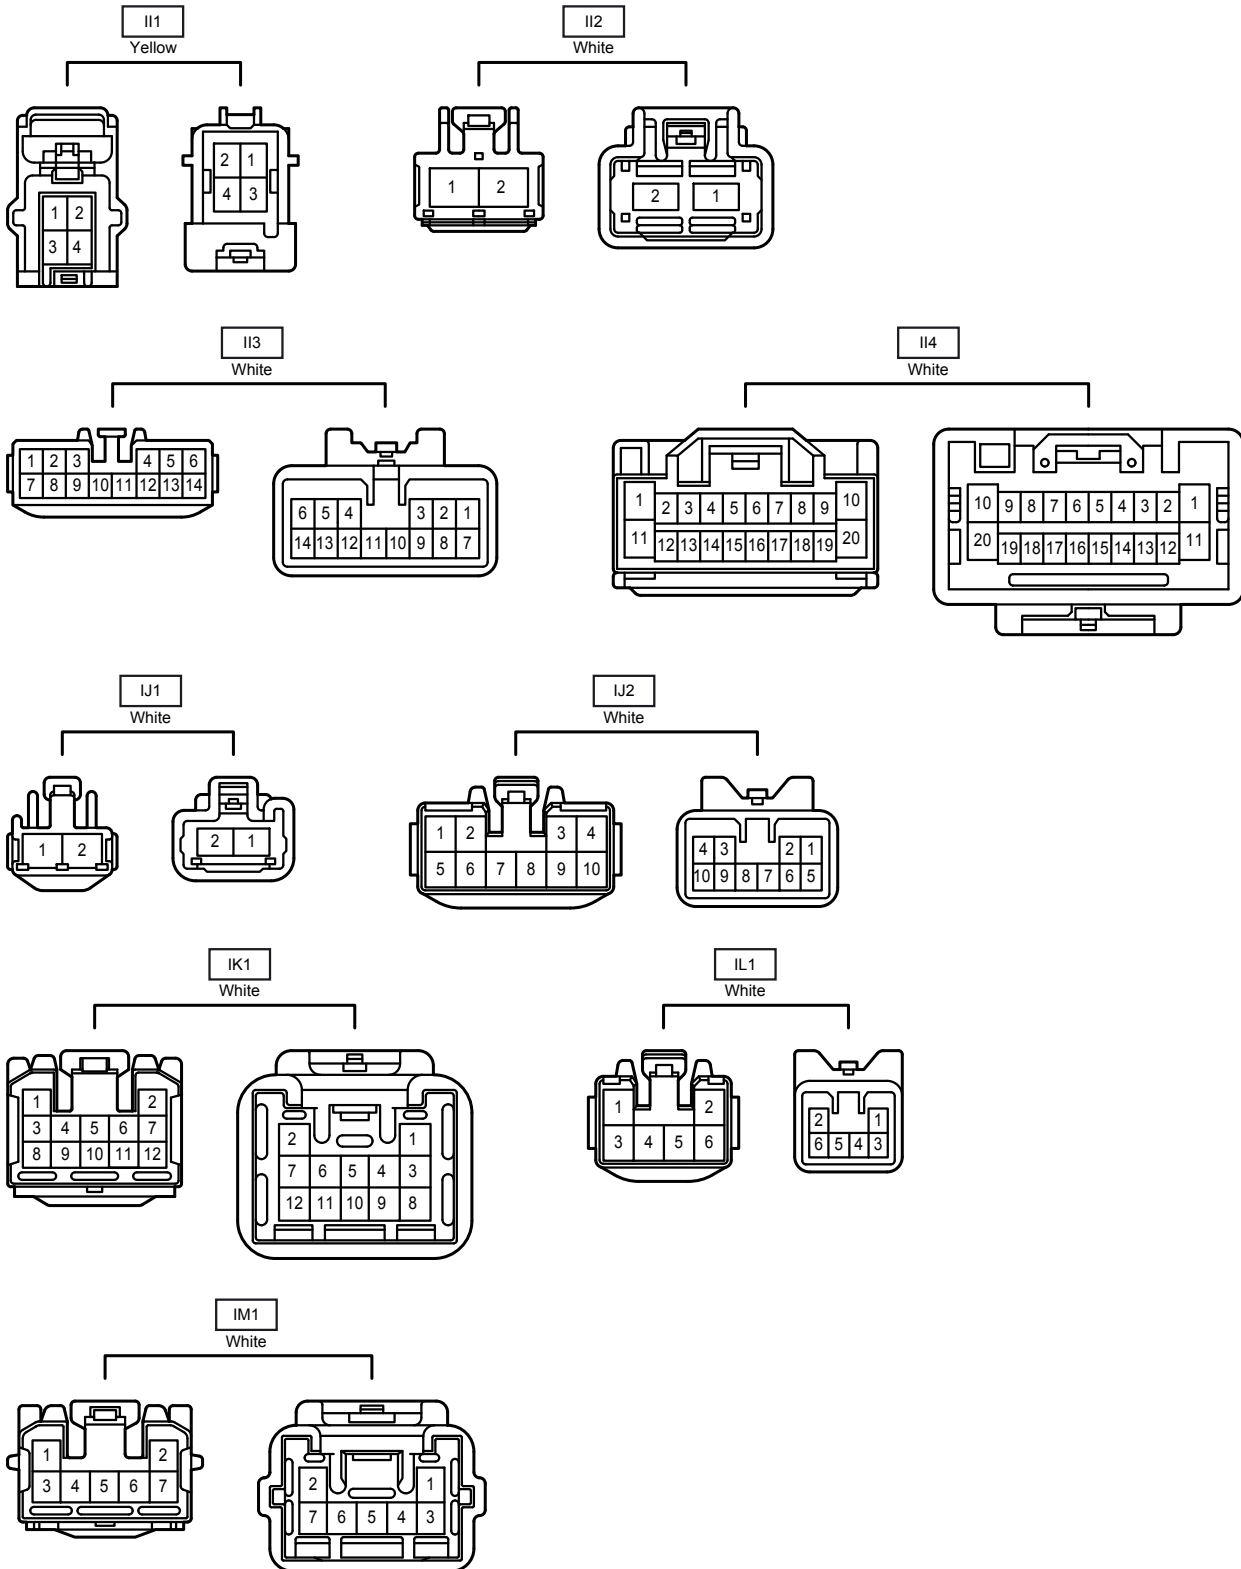 II1
Yellow
II2
White
1 2
3 4
2 1
4 3
1 2
2 1
II3
White
II4
White
1 2 3 4 5 6
7 8 9 10 11 12 13 14
6 5 4 3 2 1
14 13 12 11 10 9 8 7
1 2 3 4 5 6 7 8 9 10
11 12 13 14 15 16 17 18 19 20
10 9 8 7 6 5 4 3 2 1
20 19 18 17 16 15 14 13 12 11
IJ1
White
IJ2
White
1 2
2 1
1 2 3 4
5 6 7 8 9 10
4 3 2 1
10 9 8 7 6 5
IK1
White
IL1
White
1 2
3 4 5 6 7
8 9 10 11 12
2 1
7 6 5 4 3
12 11 10 9 8
1 2
3 4 5 6
2 1
6 5 4 3
IM1
White
1 2
3 4 5 6 7
2 1
7 6 5 4 3